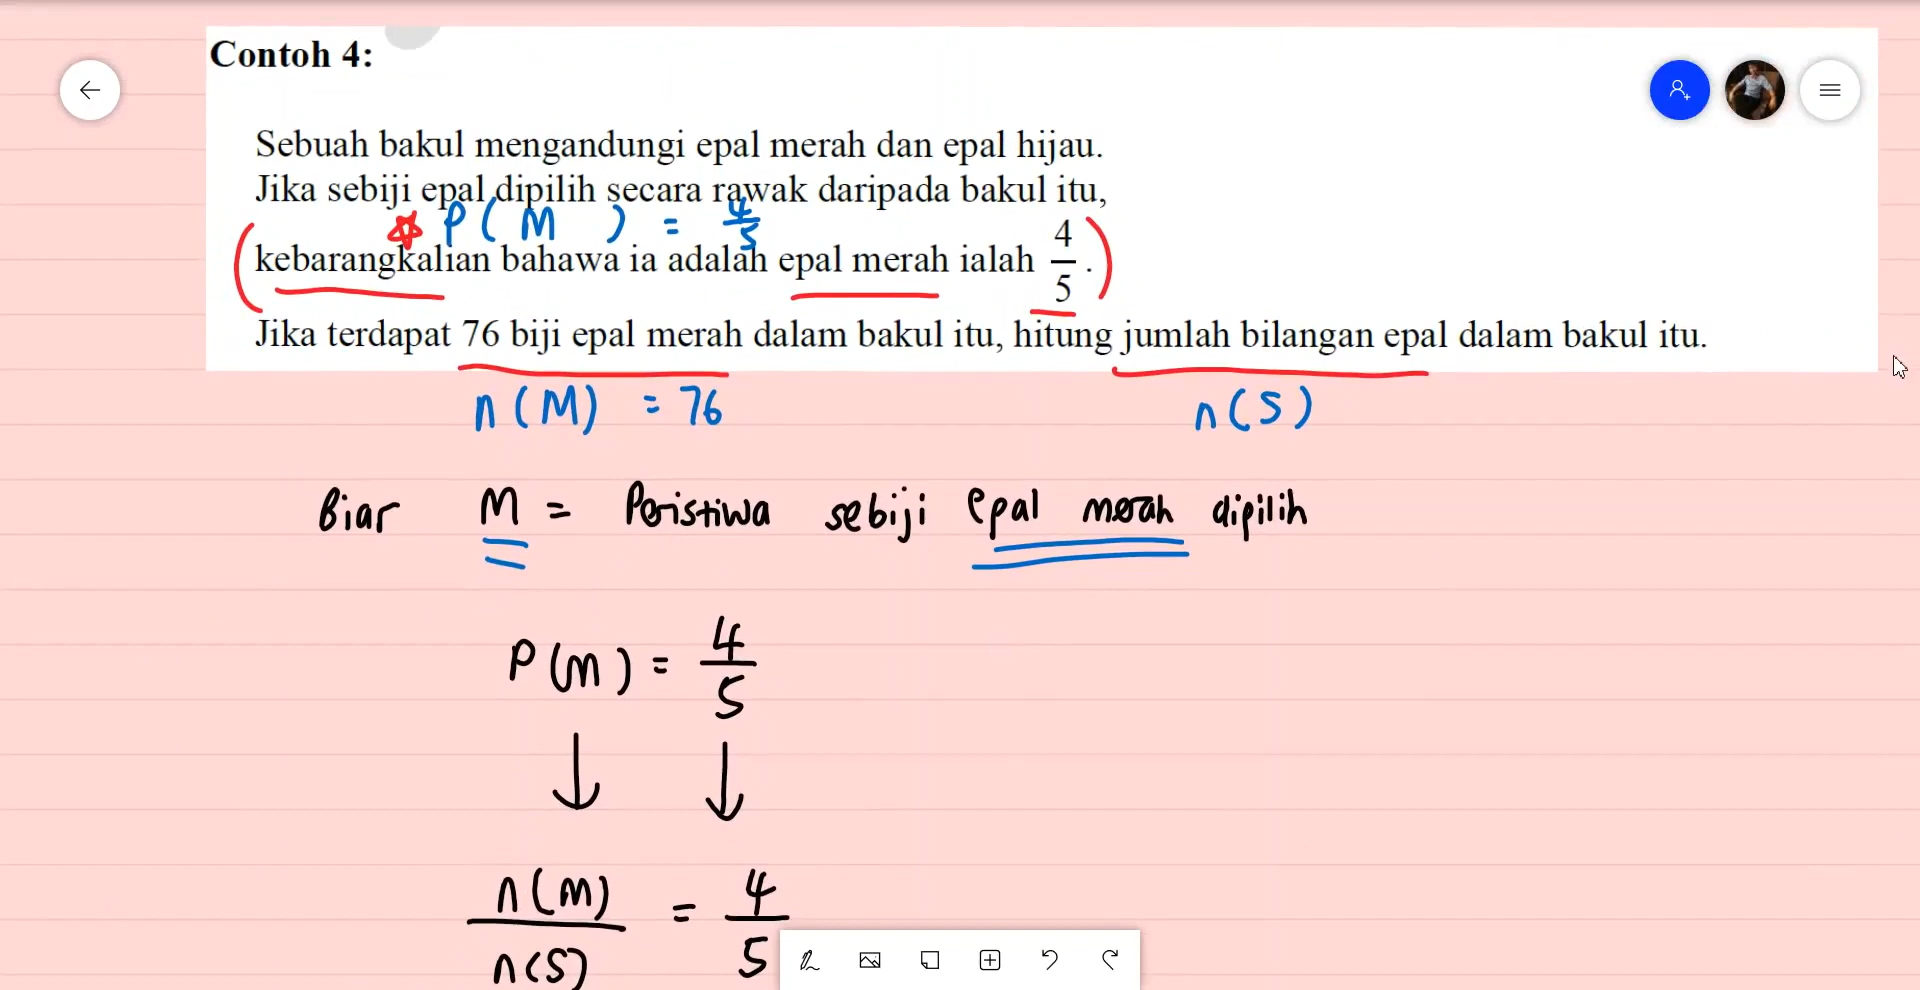 Contoh 4:
Sebuah bakul mengandungi epal merah dan epal hijau.
Jika sebiji epal dipilih secara rawak daripada bakul itu,
P(M) = 4/5
kebarangkalian bahawa ia adalah epal merah ialah 4/5.
Jika terdapat 76 biji epal merah dalam bakul itu, hitung jumlah bilangan epal dalam bakul itu.
n(M) = 76 n(S)
Biar M = Peristiwa sebiji epal merah dipilih
P(M) = 4/5
↓ ↓
n(M)/n(S) = 4/5